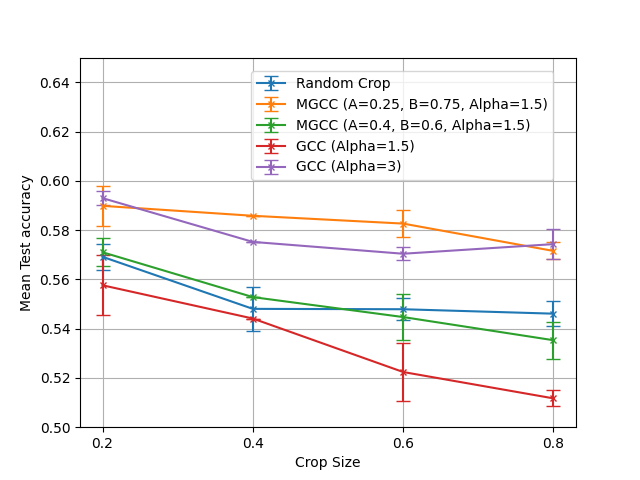 Random Crop
MGCC (A=0.25, B=0.75, Alpha=1.5)
MGCC (A=0.4, B=0.6, Alpha=1.5)
GCC (Alpha=1.5)
GCC (Alpha=3)
Mean Test accuracy
0.64
0.62
0.60
0.58
0.56
0.54
0.52
0.50
0.2
0.4
0.6
0.8
Crop Size